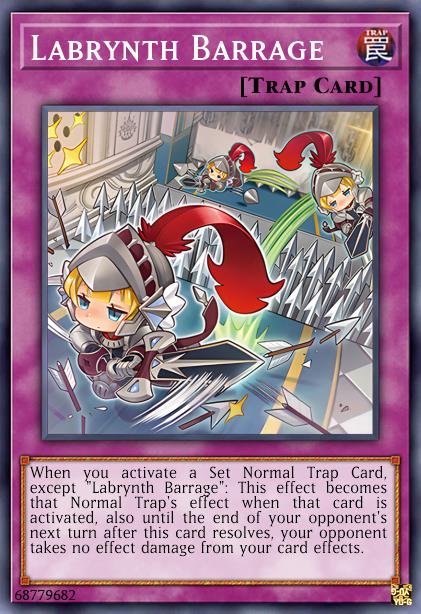 LABRYNTH BARRAGE
TRAP
罠
[TRAP CARD]
When you activate a Set Normal Trap Card,
except "Labrynth Barrage": This effect becomes
that Normal Trap's effect when that card is
activated, also until the end of your opponent's
next turn after this card resolves, your opponent
takes no effect damage from your card effects.
68779682